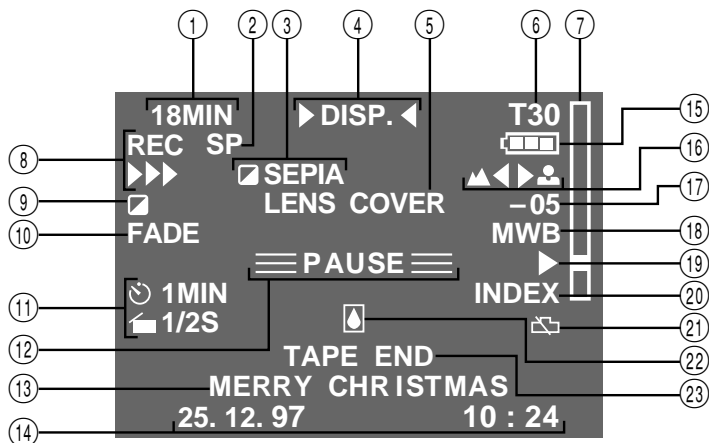 1 2 3 4 5 6 7
18MIN DISP. T30
REC SP
SEPIA
LENS COVER
–05
FADE MWB
PAUSE
1MIN INDEX
1/2S
TAPE END
MERRY CHRISTMAS
25. 12. 97 10 : 24
8
9
10
11
12
13
14
15
16
17
18
19
20
21
22
23